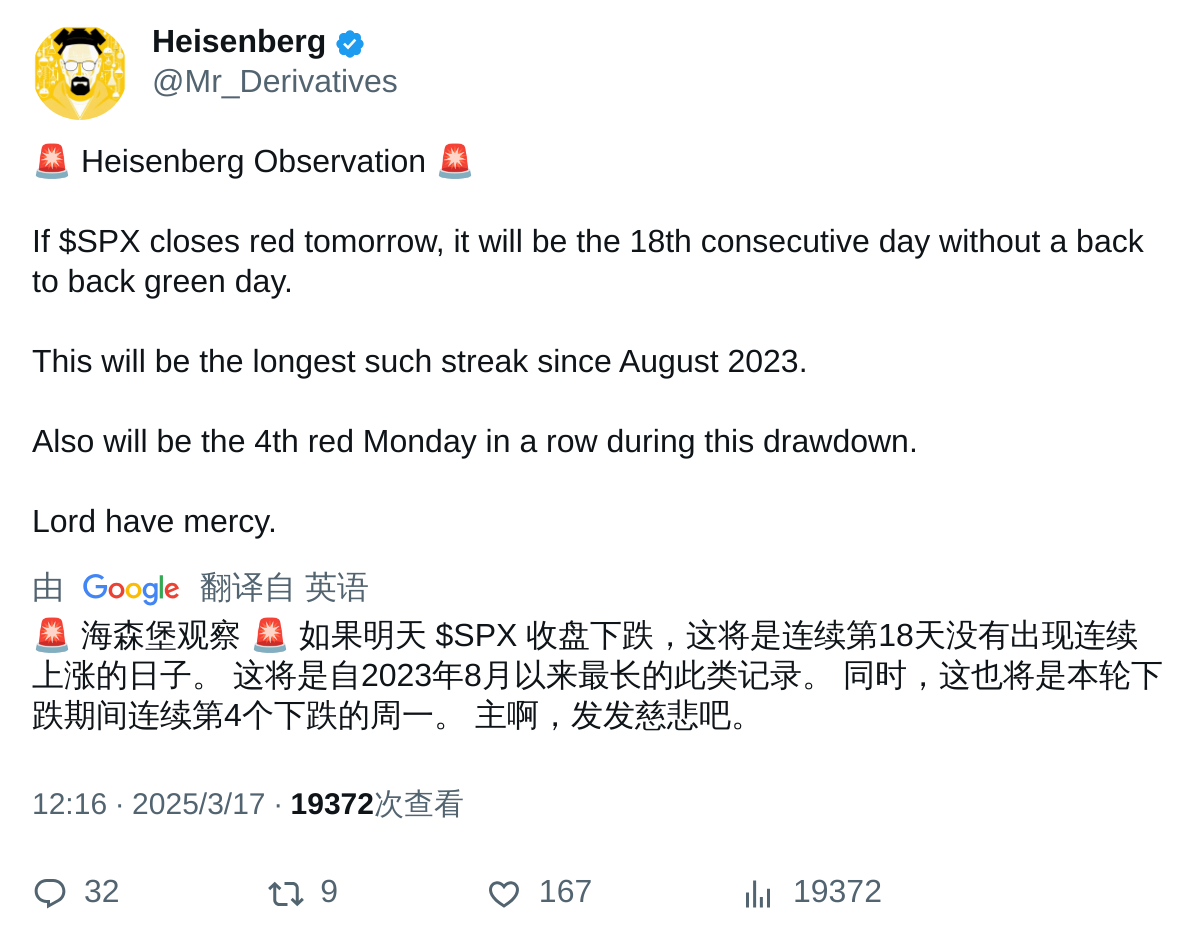 Heisenberg
@Mr_Derivatives
🚨 Heisenberg Observation 🚨
If $SPX closes red tomorrow, it will be the 18th consecutive day without a back
to back green day.
This will be the longest such streak since August 2023.
Also will be the 4th red Monday in a row during this drawdown.
Lord have mercy.
由 Google 翻译自 英语
🚨 海森堡观察 🚨 如果明天 $SPX 收盘下跌，这将是连续第18天没有出现连续
上涨的日子。 这将是自2023年8月以来最长的此类记录。 同时，这也将是本轮下
跌期间连续第4个下跌的周一。 主啊，发发慈悲吧。
12:16 · 2025/3/17 · 19372次查看
32 9 167 19372